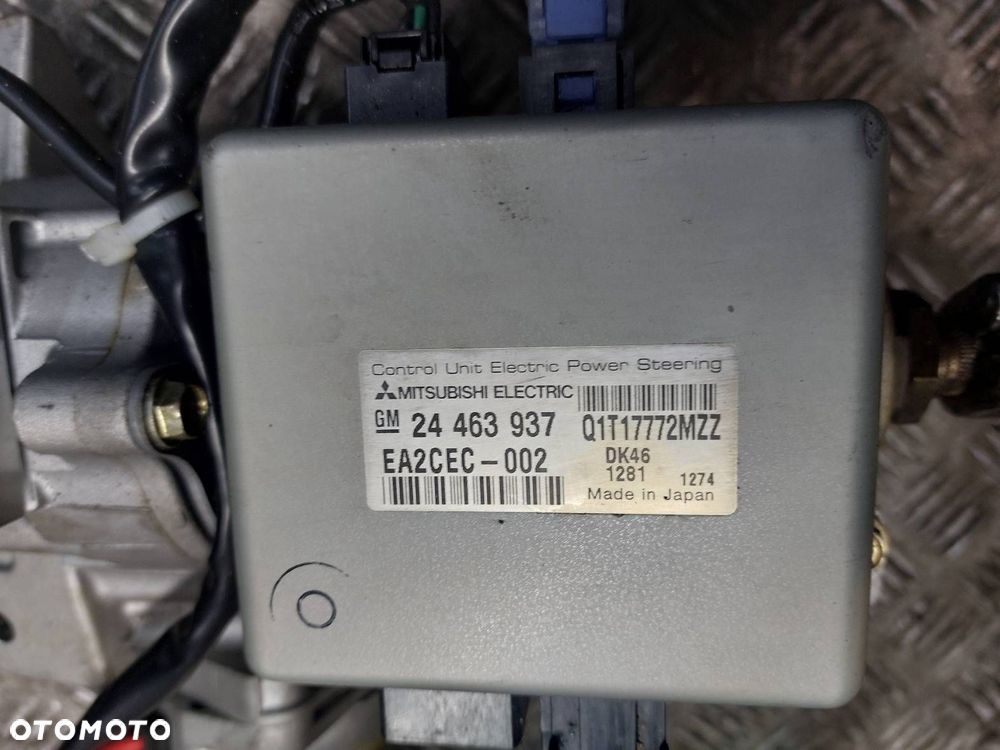 Control Unit Electric Power Steering
MITSUBISHI ELECTRIC
GM 24 463 937
Q1T17772MZZ
EA2CEC-002
DK46
1281 1274
Made in Japan
OTOMOTO